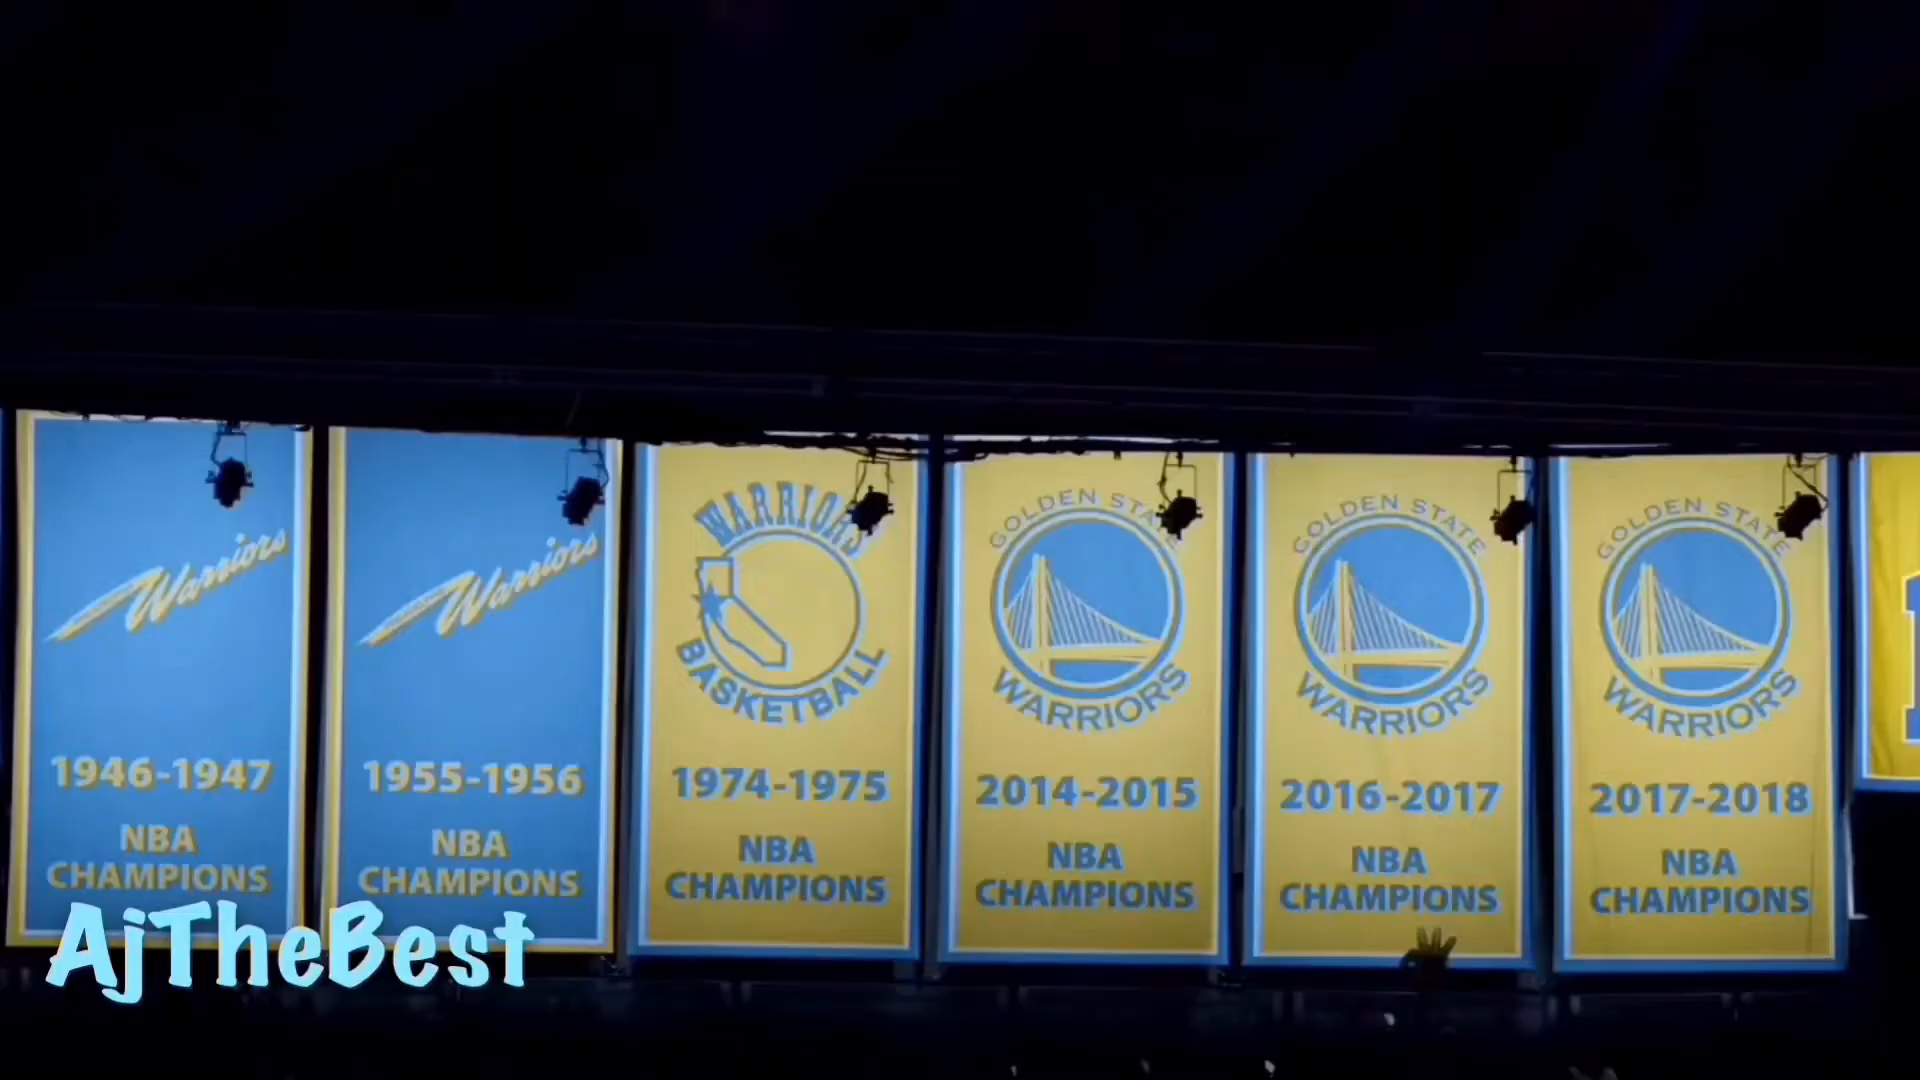 Warriors
1946-1947
NBA
CHAMPIONS
Warriors
1955-1956
NBA
CHAMPIONS
WARRIORS
BASKETBALL
1974-1975
NBA
CHAMPIONS
GOLDEN STATE
WARRIORS
2014-2015
NBA
CHAMPIONS
GOLDEN STATE
WARRIORS
2016-2017
NBA
CHAMPIONS
GOLDEN STATE
WARRIORS
2017-2018
NBA
CHAMPIONS
AjTheBest